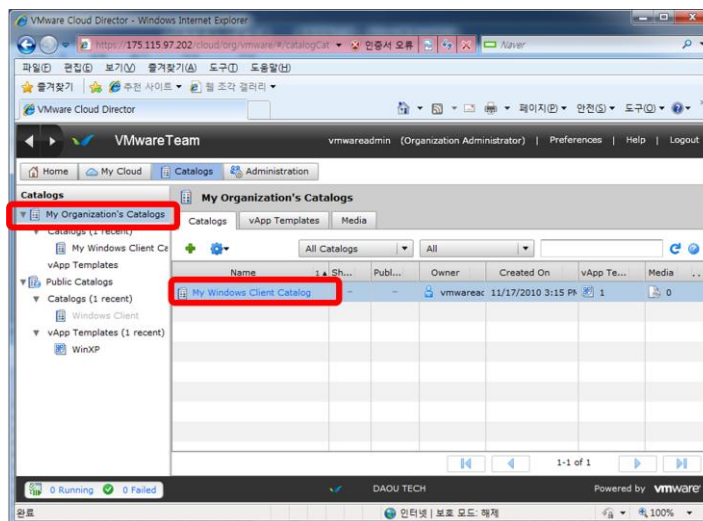 VMware Cloud Director - Windows Internet Explorer
https://175.115.97.202/cloud/org/vmware/#/catalogCat
인증서 오류
Naver
파일(F) 편집(E) 보기(V) 즐겨찾기(A) 도구(T) 도움말(H)
즐겨찾기 추천 사이트 웹 조각 갤러리
VMware Cloud Director
페이지(P) 안전(S) 도구(O)
VMwareTeam
vmwareadmin (Organization Administrator) | Preferences | Help | Logout
Home My Cloud Catalogs Administration
Catalogs
My Organization's Catalogs
Catalogs (1 recent)
My Windows Client Ca
vApp Templates
Public Catalogs
Catalogs (1 recent)
Windows Client
vApp Templates (1 recent)
WinXP
My Organization's Catalogs
Catalogs vApp Templates Media
All Catalogs All
Name 1 Sh... Publ... Owner Created On vApp Te... Media ..
My Windows Client Catalog - - vmwareac 11/17/2010 3:15 PM 1 0
1-1 of 1
0 Running 0 Failed
DAOU TECH
Powered by vmware
완료
인터넷 | 보호 모드: 해제
100%